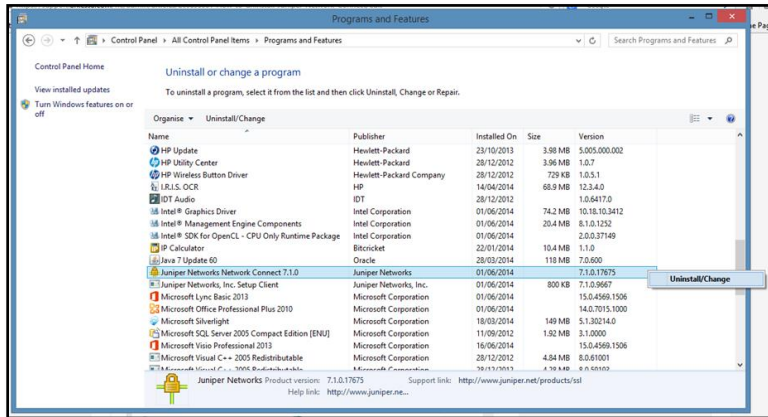 Programs and Features
Control Panel ▸ All Control Panel Items ▸ Programs and Features
Search Programs and Features
Control Panel Home
View installed updates
Turn Windows features on or off
Uninstall or change a program
To uninstall a program, select it from the list and then click Uninstall, Change or Repair.
Organise Uninstall/Change
Name Publisher Installed On Size Version
HP Update Hewlett-Packard 23/10/2013 3.98 MB 5.005.000.002
HP Utility Center Hewlett-Packard 28/12/2012 3.96 MB 1.0.7
HP Wireless Button Driver Hewlett-Packard Company 28/12/2012 729 KB 1.0.5.1
I.R.I.S. OCR HP 14/04/2014 68.9 MB 12.3.4.0
IDT Audio IDT 28/12/2012 1.0.6417.0
Intel® Graphics Driver Intel Corporation 01/06/2014 74.2 MB 10.18.10.3412
Intel® Management Engine Components Intel Corporation 01/06/2014 20.4 MB 8.1.0.1252
Intel® SDK for OpenCL - CPU Only Runtime Package Intel Corporation 01/06/2014 2.0.0.37149
IP Calculator Bitcricket 22/01/2014 10.4 MB 1.1.0
Java 7 Update 60 Oracle 28/03/2014 118 MB 7.0.600
Juniper Networks Network Connect 7.1.0 Juniper Networks 01/06/2014 7.1.0.17675
Uninstall/Change
Juniper Networks, Inc. Setup Client Juniper Networks, Inc. 01/06/2014 800 KB 7.1.0.9667
Microsoft Lync Basic 2013 Microsoft Corporation 01/06/2014 15.0.4569.1506
Microsoft Office Professional Plus 2010 Microsoft Corporation 01/06/2014 14.0.7015.1000
Microsoft Silverlight Microsoft Corporation 18/03/2014 149 MB 5.1.30214.0
Microsoft SQL Server 2005 Compact Edition [ENU] Microsoft Corporation 11/09/2012 1.92 MB 3.1.0000
Microsoft Visio Professional 2013 Microsoft Corporation 16/06/2014 15.0.4569.1506
Microsoft Visual C++ 2005 Redistributable Microsoft Corporation 28/12/2012 4.84 MB 8.0.61001
Microsoft Visual C++ 2005 Redistributable Microsoft Corporation 28/12/2012 4.28 MB 8.0.59193
Juniper Networks Product version: 7.1.0.17675 Support link: http://www.juniper.net/products/ssl
Help link: http://www.juniper.ne...